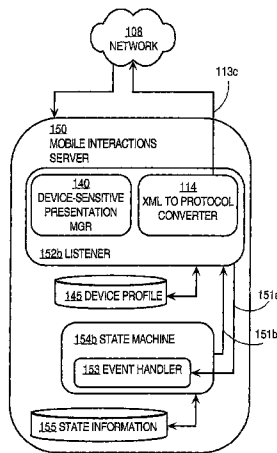 108
NETWORK
113c
150
MOBILE INTERACTIONS
SERVER
140
DEVICE-SENSITIVE
PRESENTATION
MGR
114
XML TO PROTOCOL
CONVERTER
152b LISTENER
145 DEVICE PROFILE
151a
151b
154b STATE MACHINE
153 EVENT HANDLER
155 STATE INFORMATION